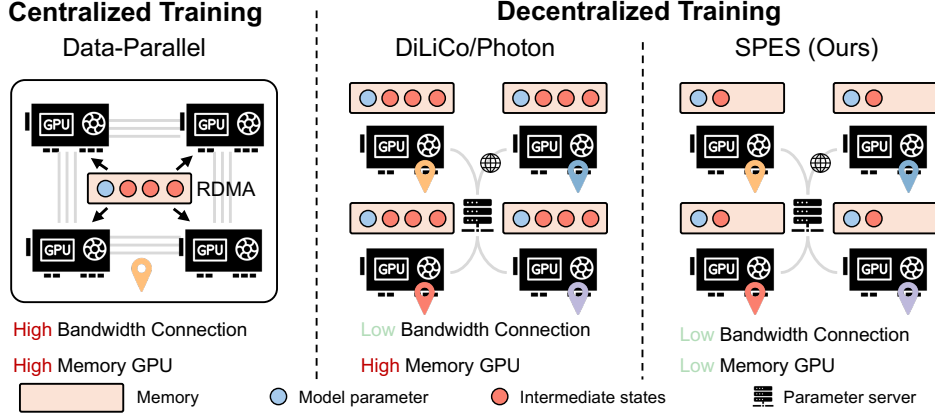 Centralized Training
Decentralized Training
Data-Parallel
DiLiCo/Photon
SPES (Ours)
GPU
GPU
GPU
GPU
RDMA
GPU
GPU
GPU
GPU
GPU
GPU
GPU
GPU
High Bandwidth Connection
High Memory GPU
Low Bandwidth Connection
High Memory GPU
Low Bandwidth Connection
Low Memory GPU
Memory
Model parameter
Intermediate states
Parameter server